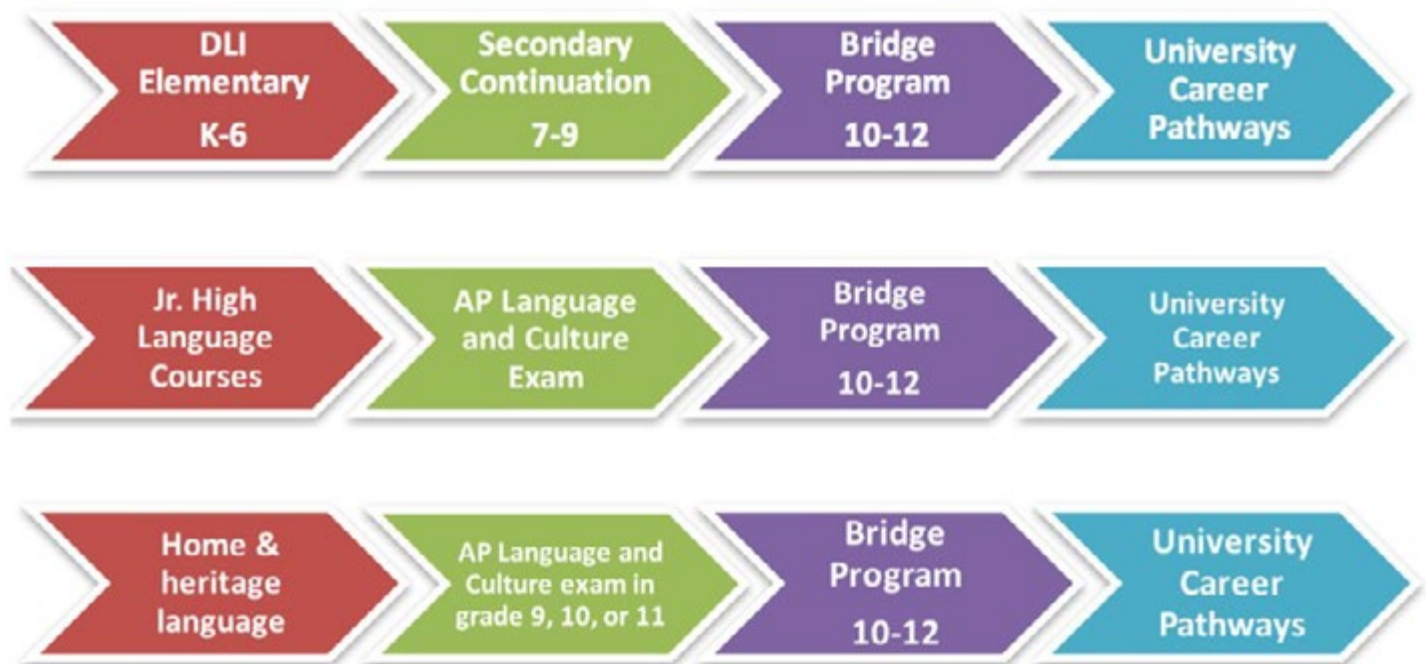 DLI
Elementary
K-6
Secondary
Continuation
7-9
Bridge
Program
10-12
University
Career
Pathways
Jr. High
Language
Courses
AP Language
and Culture
Exam
Bridge
Program
10-12
University
Career
Pathways
Home &
heritage
language
AP Language and
Culture exam in
grade 9, 10, or 11
Bridge
Program
10-12
University
Career
Pathways